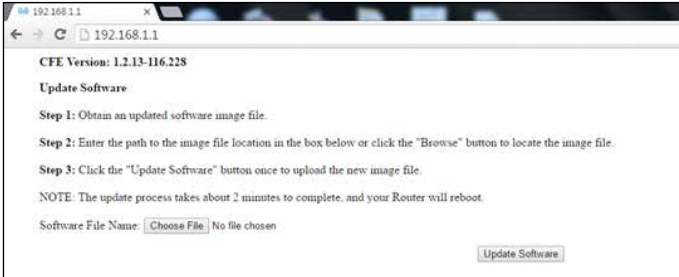 192.168.1.1
192.168.1.1
CFE Version: 1.2.13-116.228
Update Software
Step 1: Obtain an updated software image file.
Step 2: Enter the path to the image file location in the box below or click the "Browse" button to locate the image file.
Step 3: Click the "Update Software" button once to upload the new image file.
NOTE: The update process takes about 2 minutes to complete, and your Router will reboot.
Software File Name: Choose File No file chosen
Update Software